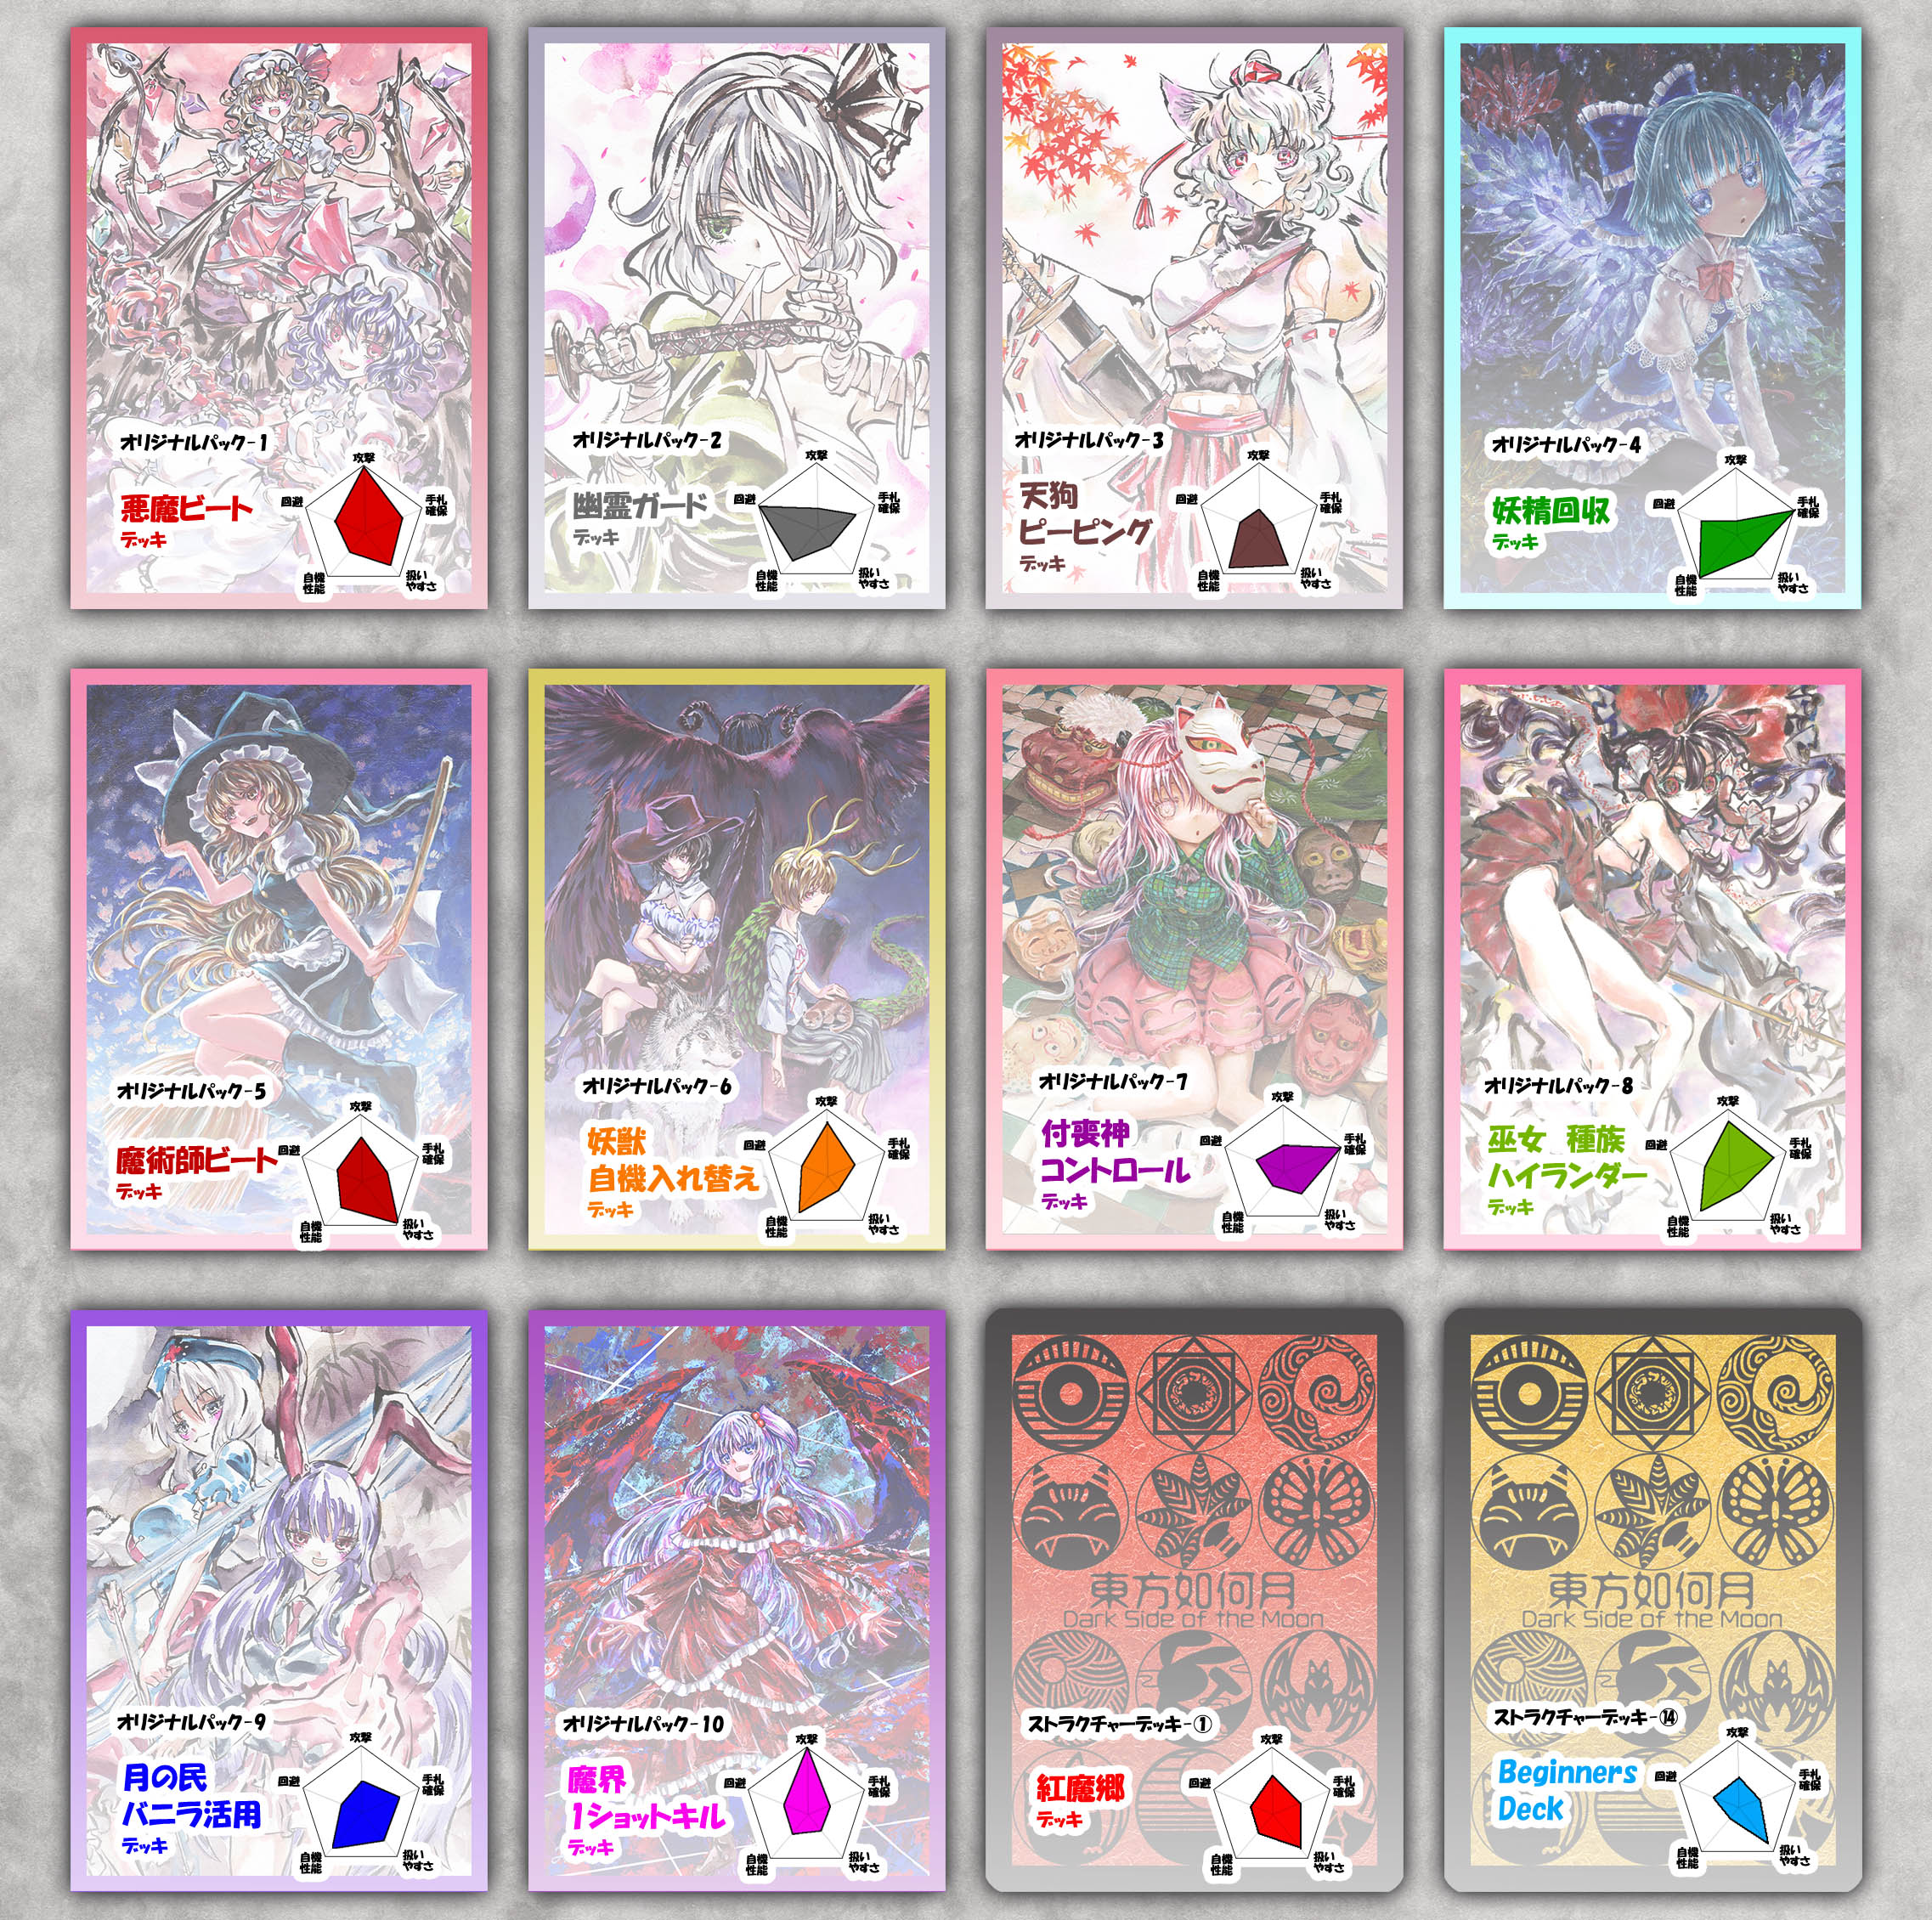 オリジナルパック-1
悪魔ビート
デッキ
攻撃
手札
確保
扱い
やすさ
自機
性能
回避
オリジナルパック-2
幽霊ガード
デッキ
攻撃
手札
確保
扱い
やすさ
自機
性能
回避
オリジナルパック-3
天狗
ピーピング
デッキ
攻撃
手札
確保
扱い
やすさ
自機
性能
回避
オリジナルパック-4
妖精回収
デッキ
攻撃
手札
確保
扱い
やすさ
自機
性能
回避
オリジナルパック-5
魔術師ビート
デッキ
攻撃
手札
確保
扱い
やすさ
自機
性能
回避
オリジナルパック-6
妖獣
自機入れ替え
デッキ
攻撃
手札
確保
扱い
やすさ
自機
性能
回避
オリジナルパック-7
付喪神
コントロール
デッキ
攻撃
手札
確保
扱い
やすさ
自機
性能
回避
オリジナルパック-8
巫女 種族
ハイランダー
デッキ
攻撃
手札
確保
扱い
やすさ
自機
性能
回避
オリジナルパック-9
月の民
バニラ活用
デッキ
攻撃
手札
確保
扱い
やすさ
自機
性能
回避
オリジナルパック-10
魔界
1ショットキル
デッキ
攻撃
手札
確保
扱い
やすさ
自機
性能
回避
東方如何月
Dark Side of the Moon
ストラクチャーデッキ-①
紅魔郷
デッキ
攻撃
手札
確保
扱い
やすさ
自機
性能
回避
東方如何月
Dark Side of the Moon
ストラクチャーデッキ-⑭
Beginners
Deck
攻撃
手札
確保
扱い
やすさ
自機
性能
回避